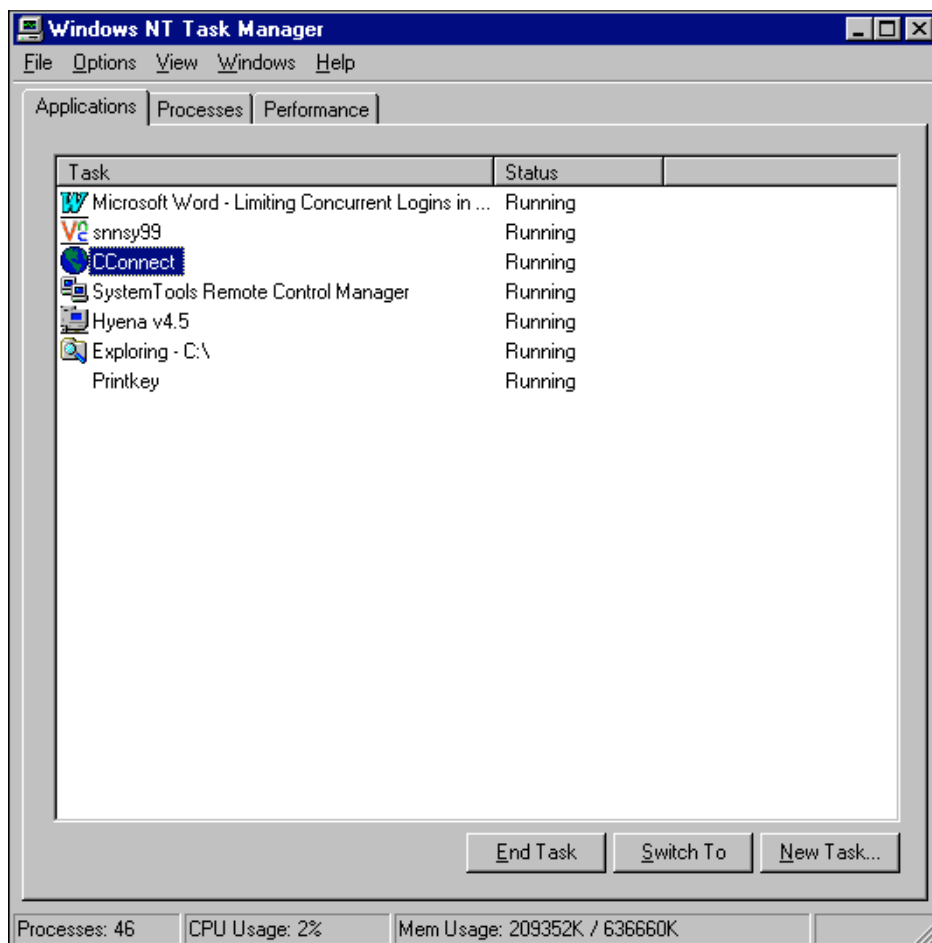 Windows NT Task Manager
File Options View Windows Help
Applications Processes Performance
Task Status
Microsoft Word - Limiting Concurrent Logins in ... Running
snnsy99 Running
CConnect Running
SystemTools Remote Control Manager Running
Hyena v4.5 Running
Exploring - C:\ Running
Printkey Running
End Task Switch To New Task...
Processes: 46 CPU Usage: 2% Mem Usage: 209352K / 636660K